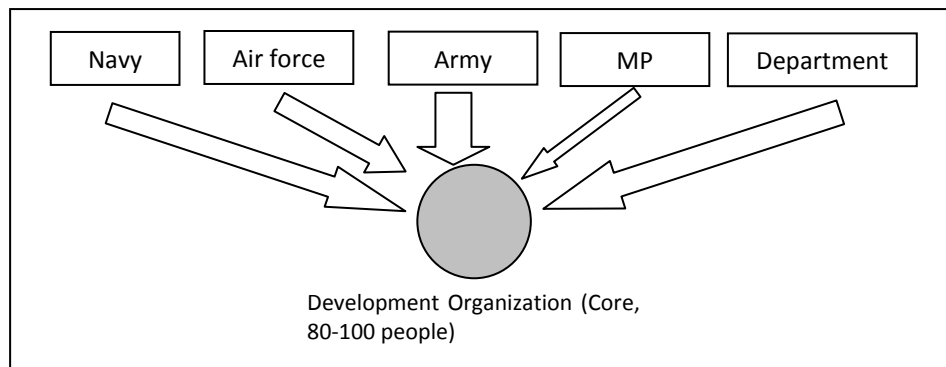 Navy
Air force
Army
MP
Department
Development Organization (Core,
80-100 people)